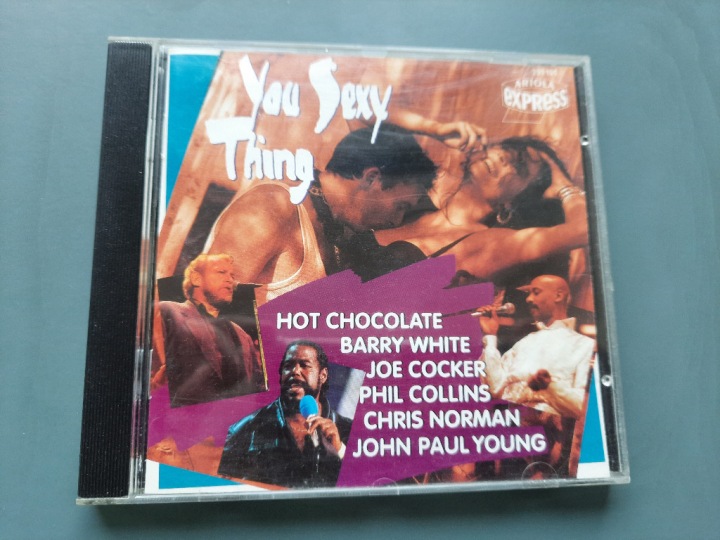 You Sexy
Thing
ARIOLA
EXPRESS
HOT CHOCOLATE
BARRY WHITE
JOE COCKER
PHIL COLLINS
CHRIS NORMAN
JOHN PAUL YOUNG